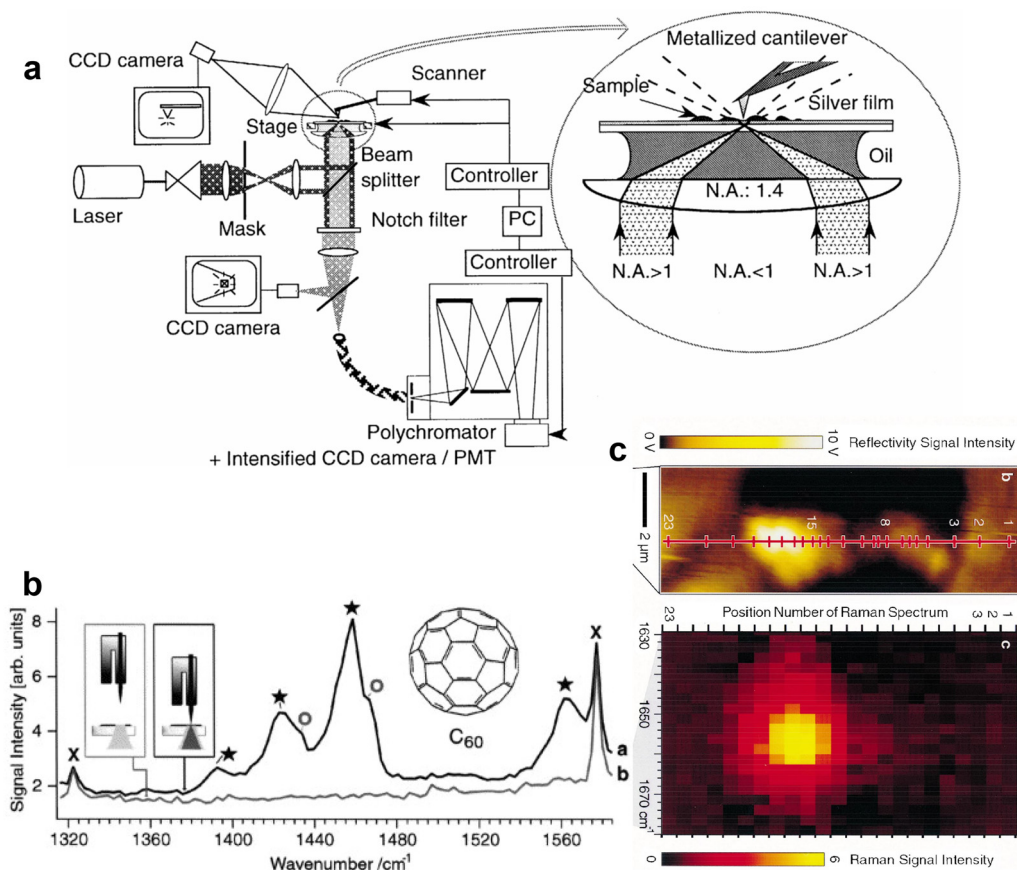 a
CCD camera
Scanner
Stage
Beam
splitter
Laser
Mask
Notch filter
CCD camera
Controller
PC
Controller
Polychromator
+ Intensified CCD camera / PMT
Metallized cantilever
Sample
Silver film
Oil
N.A.: 1.4
N.A.>1
N.A.<1
N.A.>1
b
Signal Intensity [arb. units]
8
6
4
2
x
C60
x
a
b
1320
1360
1400
1440
1480
1520
1560
Wavenumber /cm-1
c
0 V
10 V
Reflectivity Signal Intensity
b
2 µm
23
15
8
3
2
1
23
Position Number of Raman Spectrum
3
2
1
c
1630
1650
1670 cm-1
0
6
Raman Signal Intensity